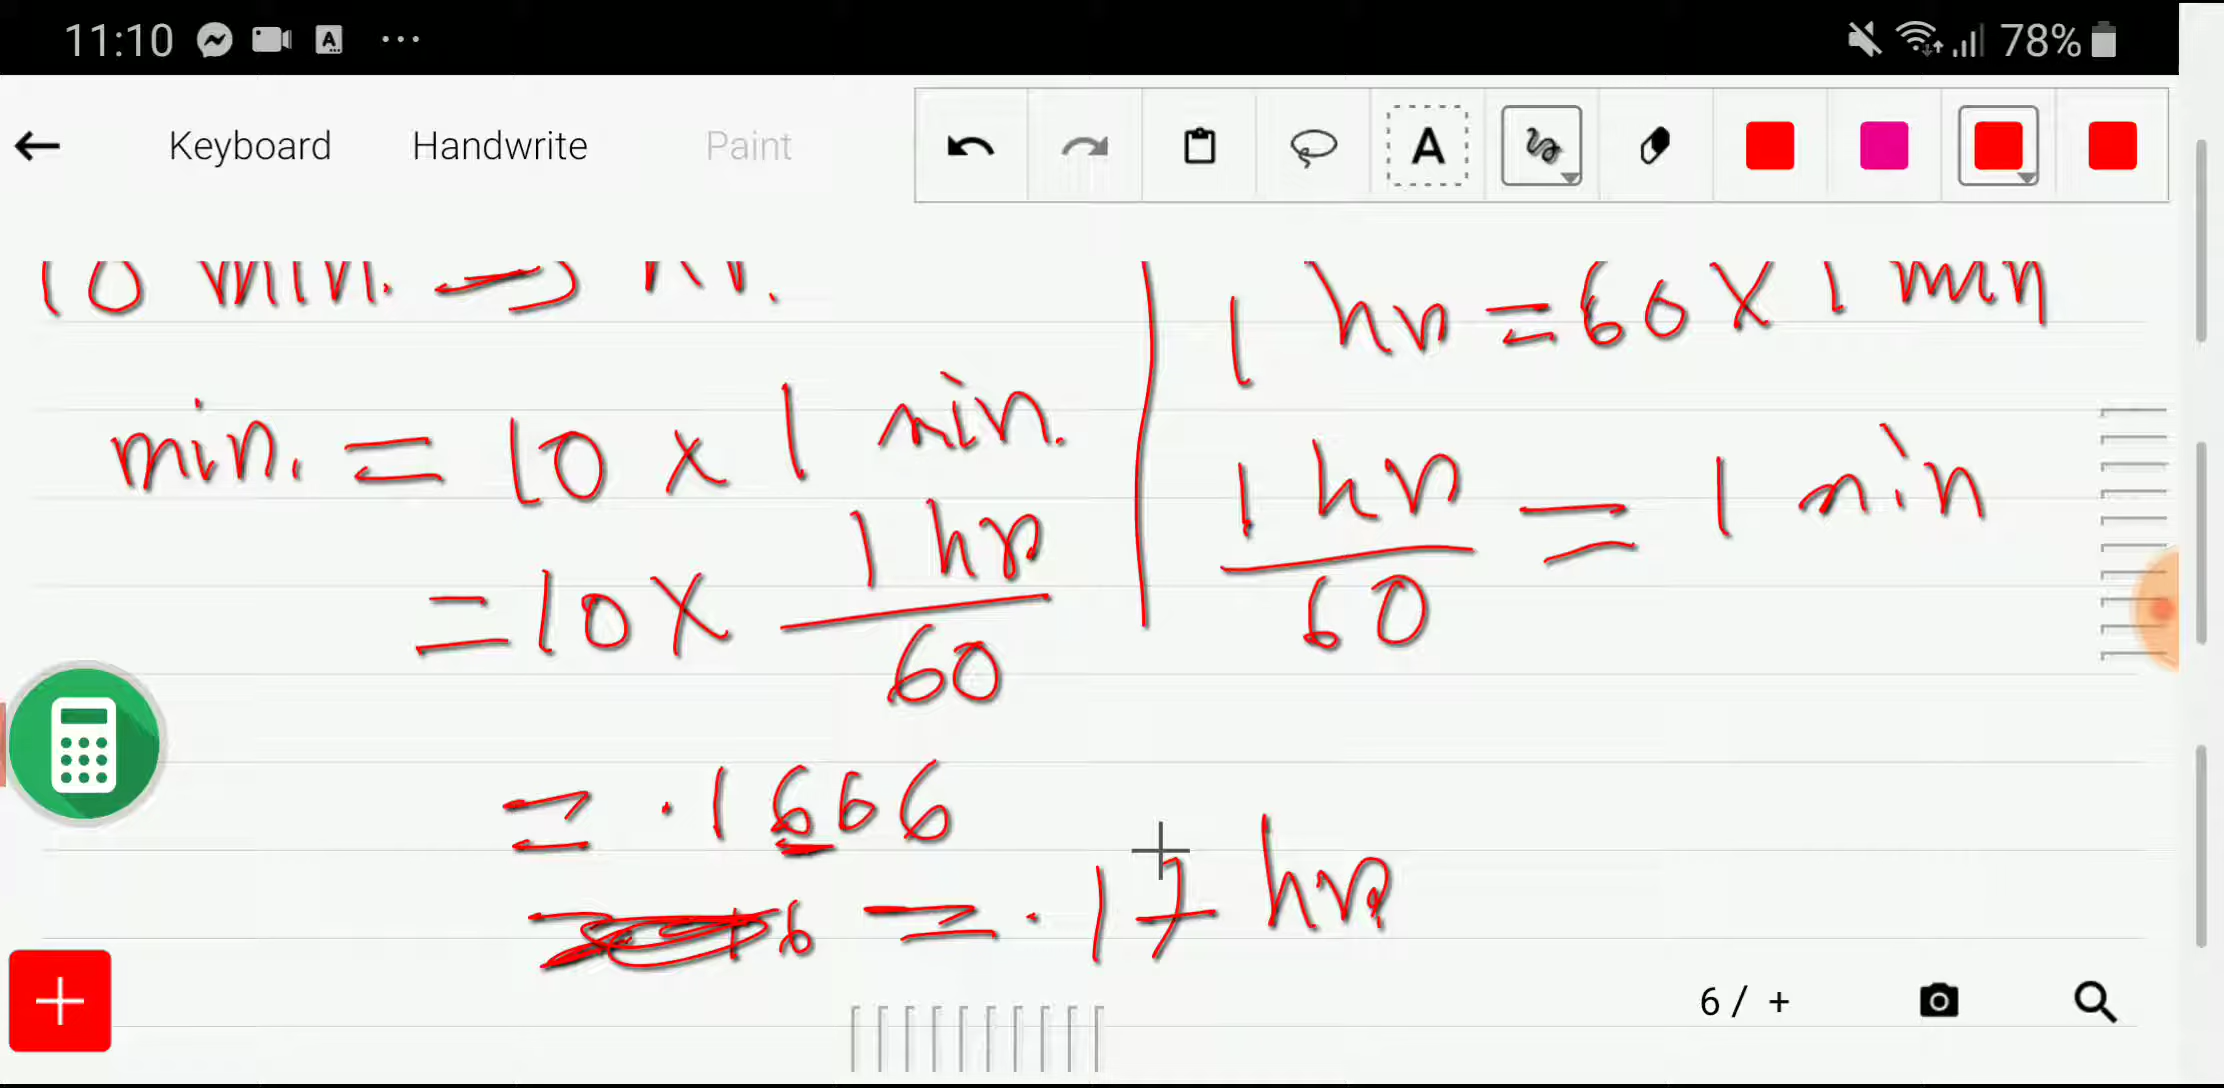 11:10 A 78%
Keyboard Handwrite Paint A
10 min. → hr.
1 hr = 60 X 1 min
min. = 10 x 1 min.
1 hr/60 = 1 min
= 10 X 1 hr/60
= .1666
= .17 hr
6 / +